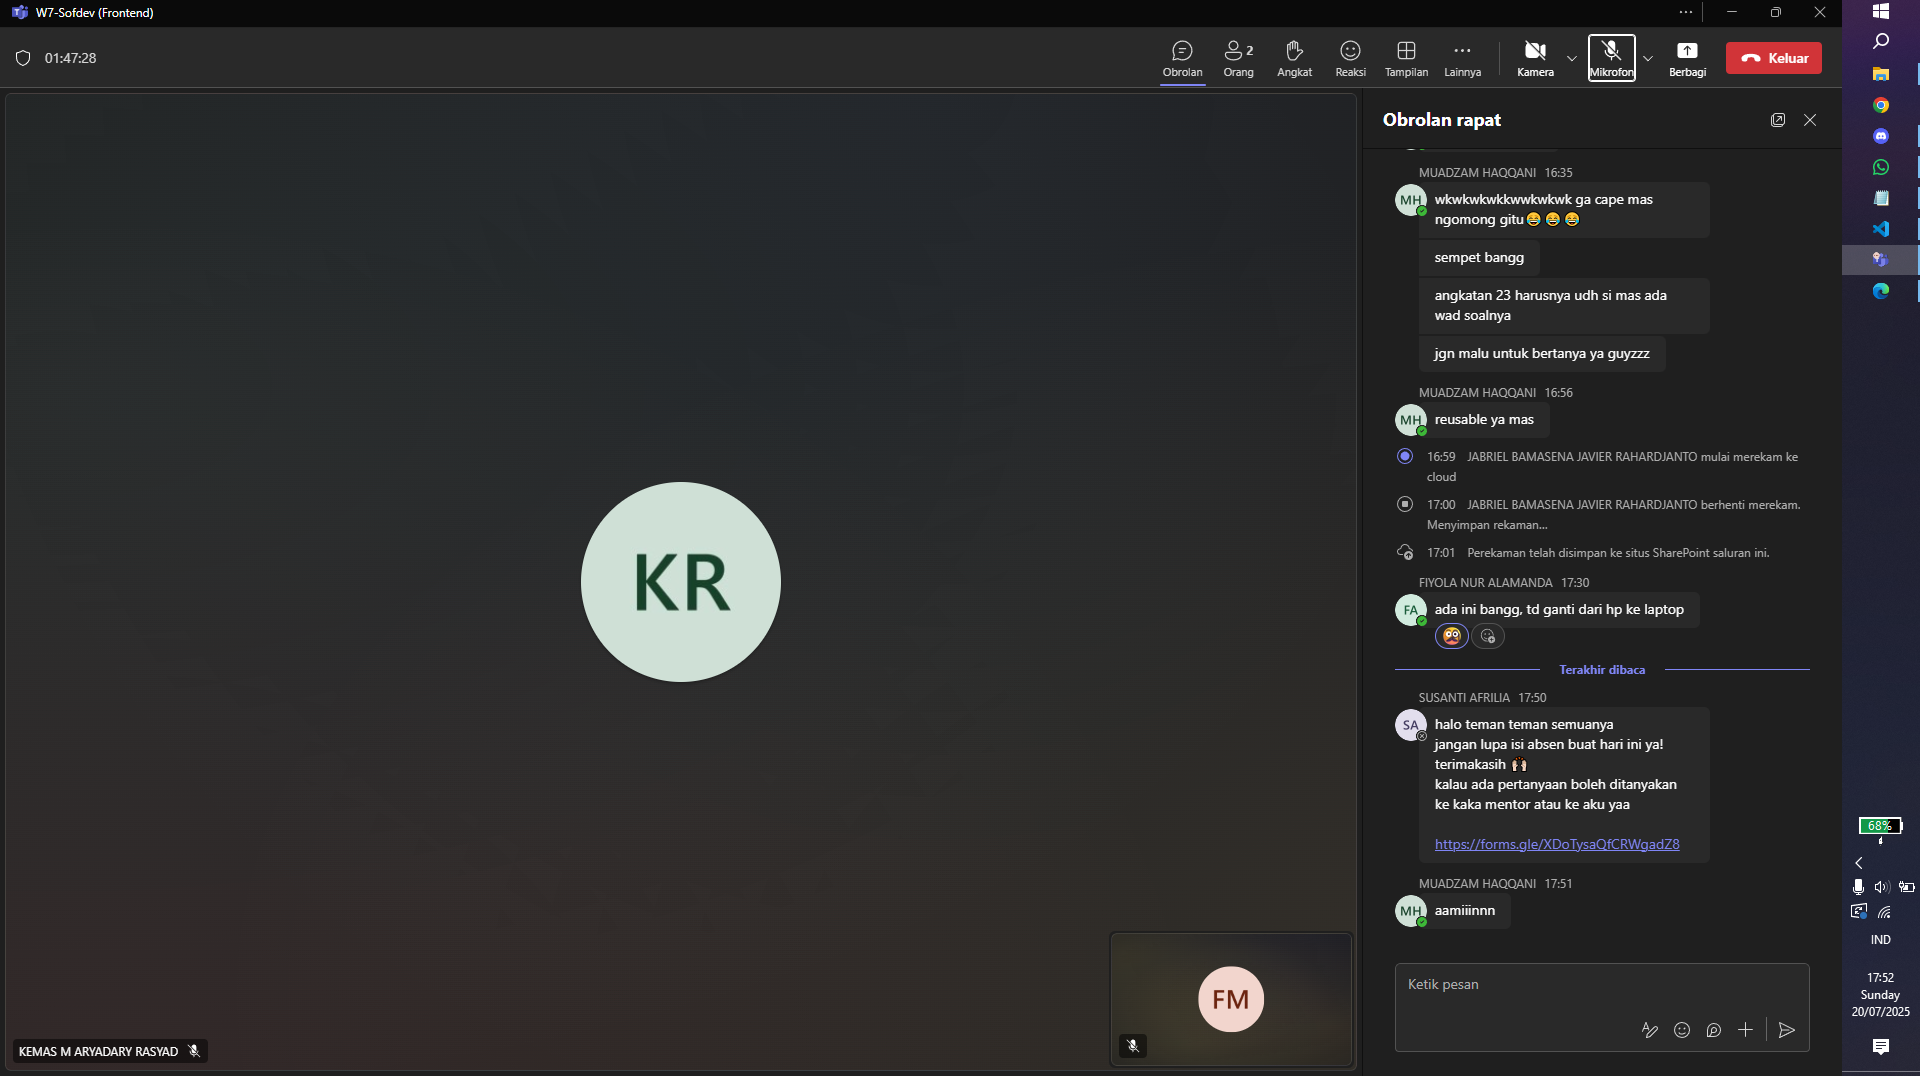 W7-Sofdev (Frontend)
01:47:28
Obrolan
2
Orang
Angkat
Reaksi
Tampilan
Lainnya
Kamera
Mikrofon
Berbagi
Keluar
Obrolan rapat
MUADZAM HAQQANI 16:35
MH
wkwkwkwkkwwkwkwk ga cape mas
ngomong gitu😂😂😂
sempet bangg
angkatan 23 harusnya udh si mas ada
wad soalnya
jgn malu untuk bertanya ya guyzzz
MUADZAM HAQQANI 16:56
MH
reusable ya mas
16:59 JABRIEL BAMASENA JAVIER RAHARDJANTO mulai merekam ke
cloud
17:00 JABRIEL BAMASENA JAVIER RAHARDJANTO berhenti merekam.
Menyimpan rekaman...
17:01 Perekaman telah disimpan ke situs SharePoint saluran ini.
FIYOLA NUR ALAMANDA 17:30
FA
ada ini bangg, td ganti dari hp ke laptop
Terakhir dibaca
SUSANTI AFRILIA 17:50
SA
halo teman teman semuanya
jangan lupa isi absen buat hari ini ya!
terimakasih 🙌🏻
kalau ada pertanyaan boleh ditanyakan
ke kaka mentor atau ke aku yaa
https://forms.gle/XDoTysaQfCRWgadZ8
MUADZAM HAQQANI 17:51
MH
aamiiinnn
Ketik pesan
KR
KEMAS M ARYADARY RASYAD
FM
68%
IND
17:52
Sunday
20/07/2025